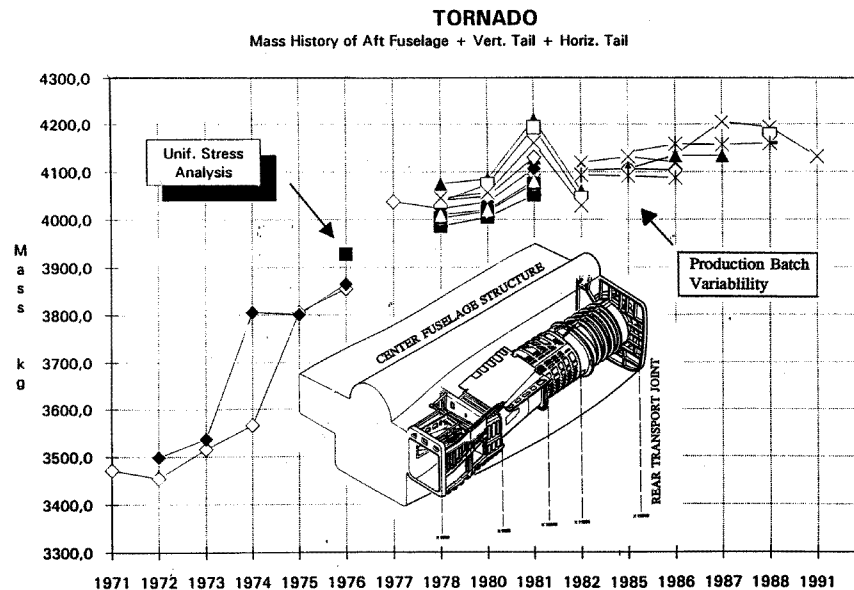 TORNADO
Mass History of Aft Fuselage + Vert. Tail + Horiz. Tail
4300,0
4200,0
4100,0
4000,0
3900,0
3800,0
3700,0
3600,0
3500,0
3400,0
3300,0
Mass kg
Unif. Stress
Analysis
Production Batch
Variablility
CENTER FUSELAGE STRUCTURE
REAR TRANSPORT JOINT
1971 1972 1973 1974 1975 1976 1977 1978 1980 1981 1982 1985 1986 1987 1988 1991